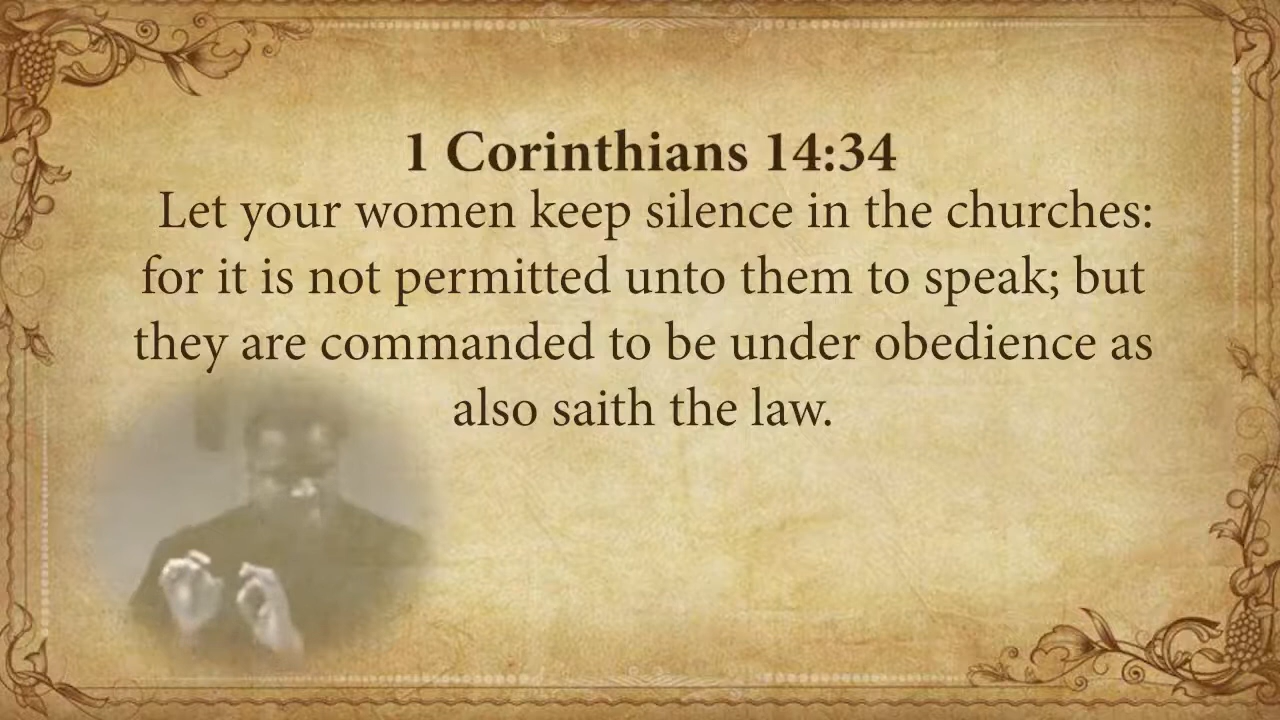 1 Corinthians 14:34
Let your women keep silence in the churches:
for it is not permitted unto them to speak; but
they are commanded to be under obedience as
also saith the law.